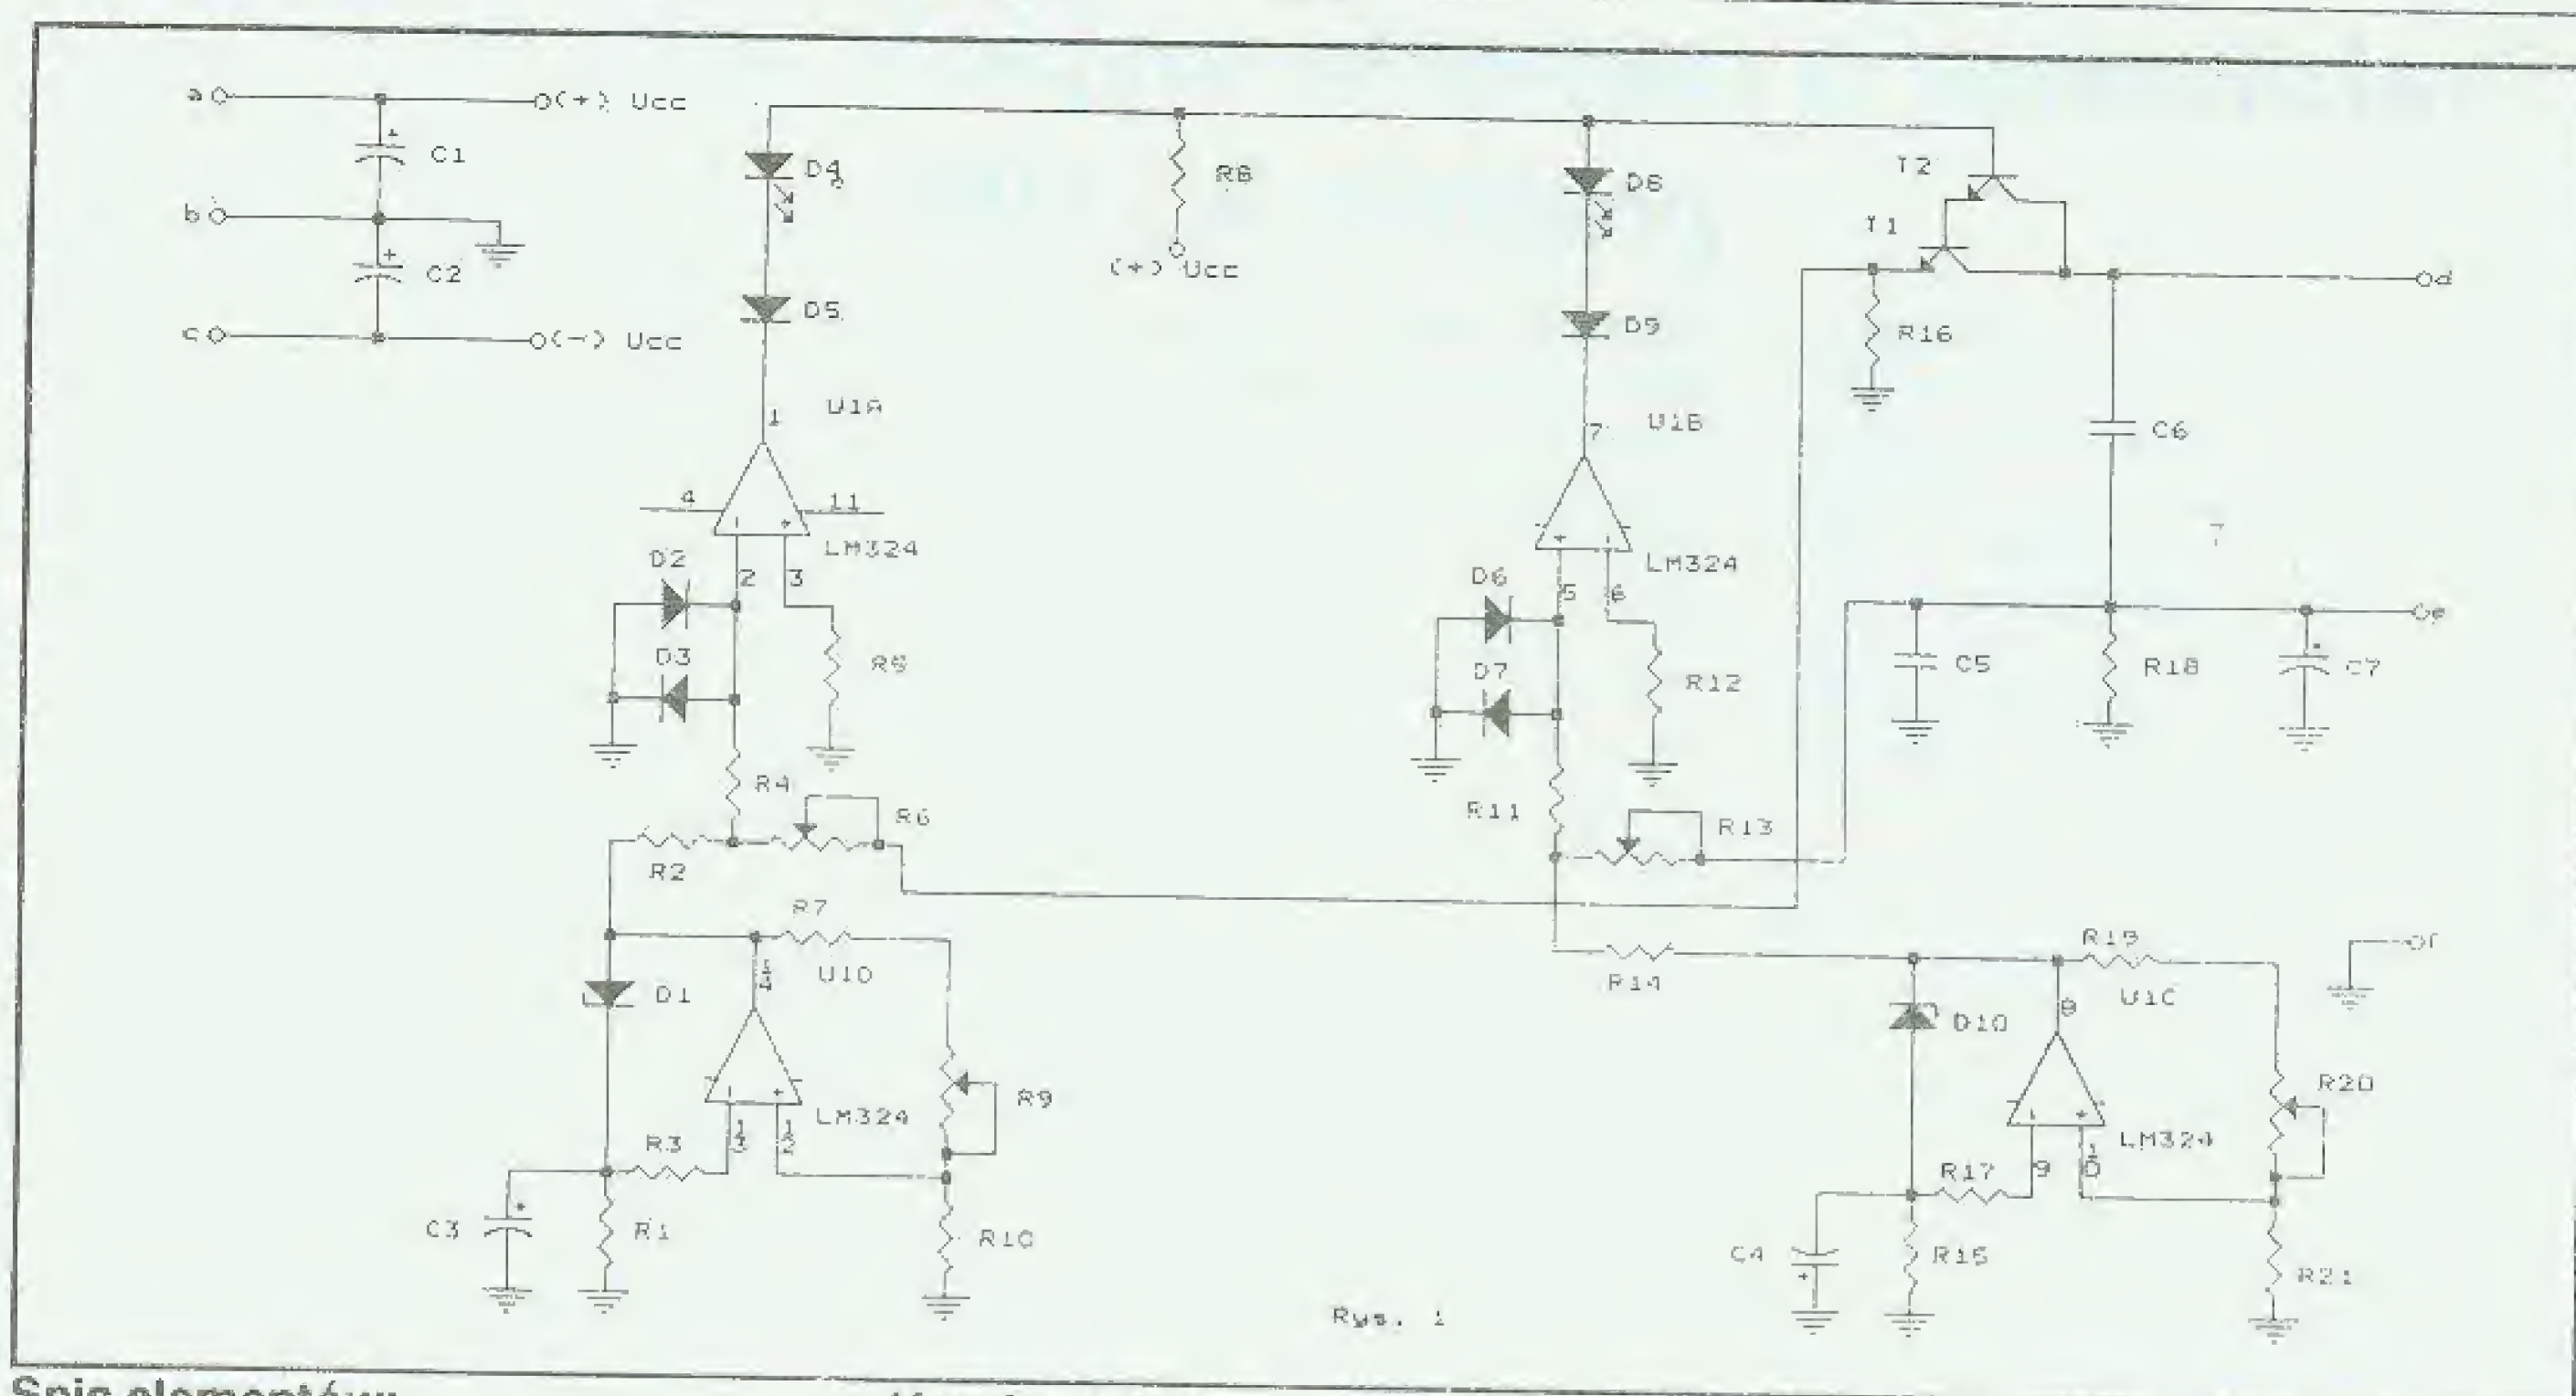 a
(+) Ucc
C1
b
C2
c
(-) Ucc
D4
D5
R8
(+) Ucc
D8
D9
T2
T1
R16
d
C6
U1A
1
4
11
LM324
2
3
D2
D3
R4
R6
R2
U1B
7
LM324
5
6
D6
D7
R12
R11
R13
C5
R18
C7
e
R7
U1D
D1
LM324
R9
R3
13
12
C3
R1
R10
R14
R19
U1C
f
D10
LM324
R20
R17
9
10
C4
R15
R21
Rys. 1
Spis elementów